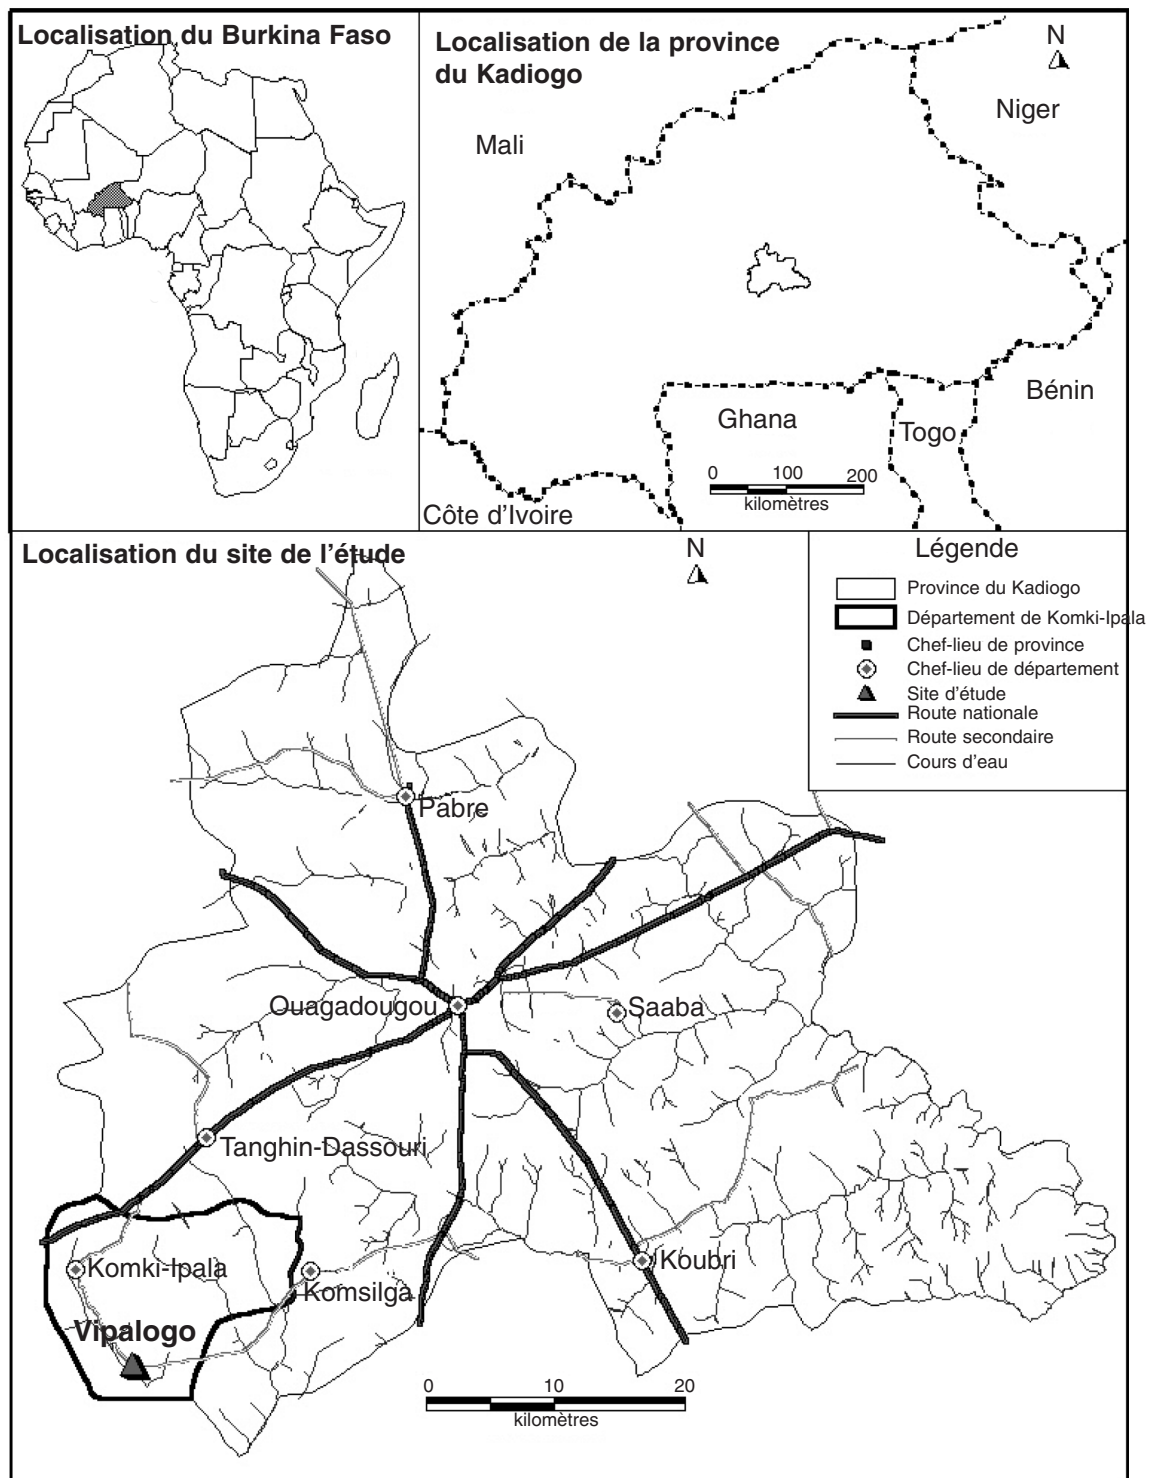 Localisation du Burkina Faso
Localisation de la province
du Kadiogo
N
Mali
Niger
Bénin
Ghana
Togo
Côte d'Ivoire
0 100 200
kilomètres
Localisation du site de l'étude
N
Légende
Province du Kadiogo
Département de Komki-Ipala
Chef-lieu de province
Chef-lieu de département
Site d'étude
Route nationale
Route secondaire
Cours d'eau
Pabre
Ouagadougou
Saaba
Tanghin-Dassouri
Komki-Ipala
Komsilga
Koubri
Vipalogo
0 10 20
kilomètres